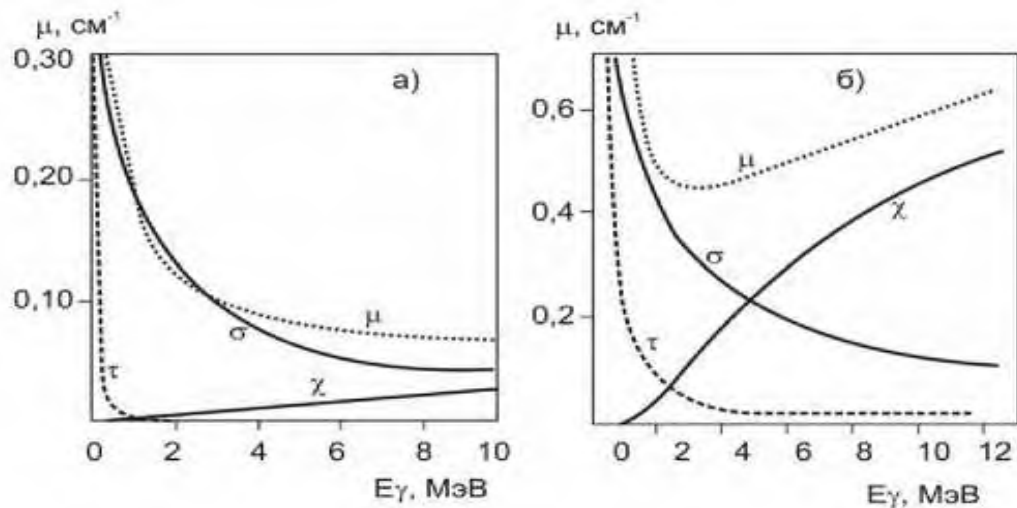 μ, см⁻¹
0,30
0,20
0,10
а)
μ
σ
τ
χ
0 2 4 6 8 10
Eγ, МэВ
μ, см⁻¹
0,6
0,4
0,2
б)
μ
χ
σ
τ
0 2 4 6 8 10 12
Eγ, МэВ